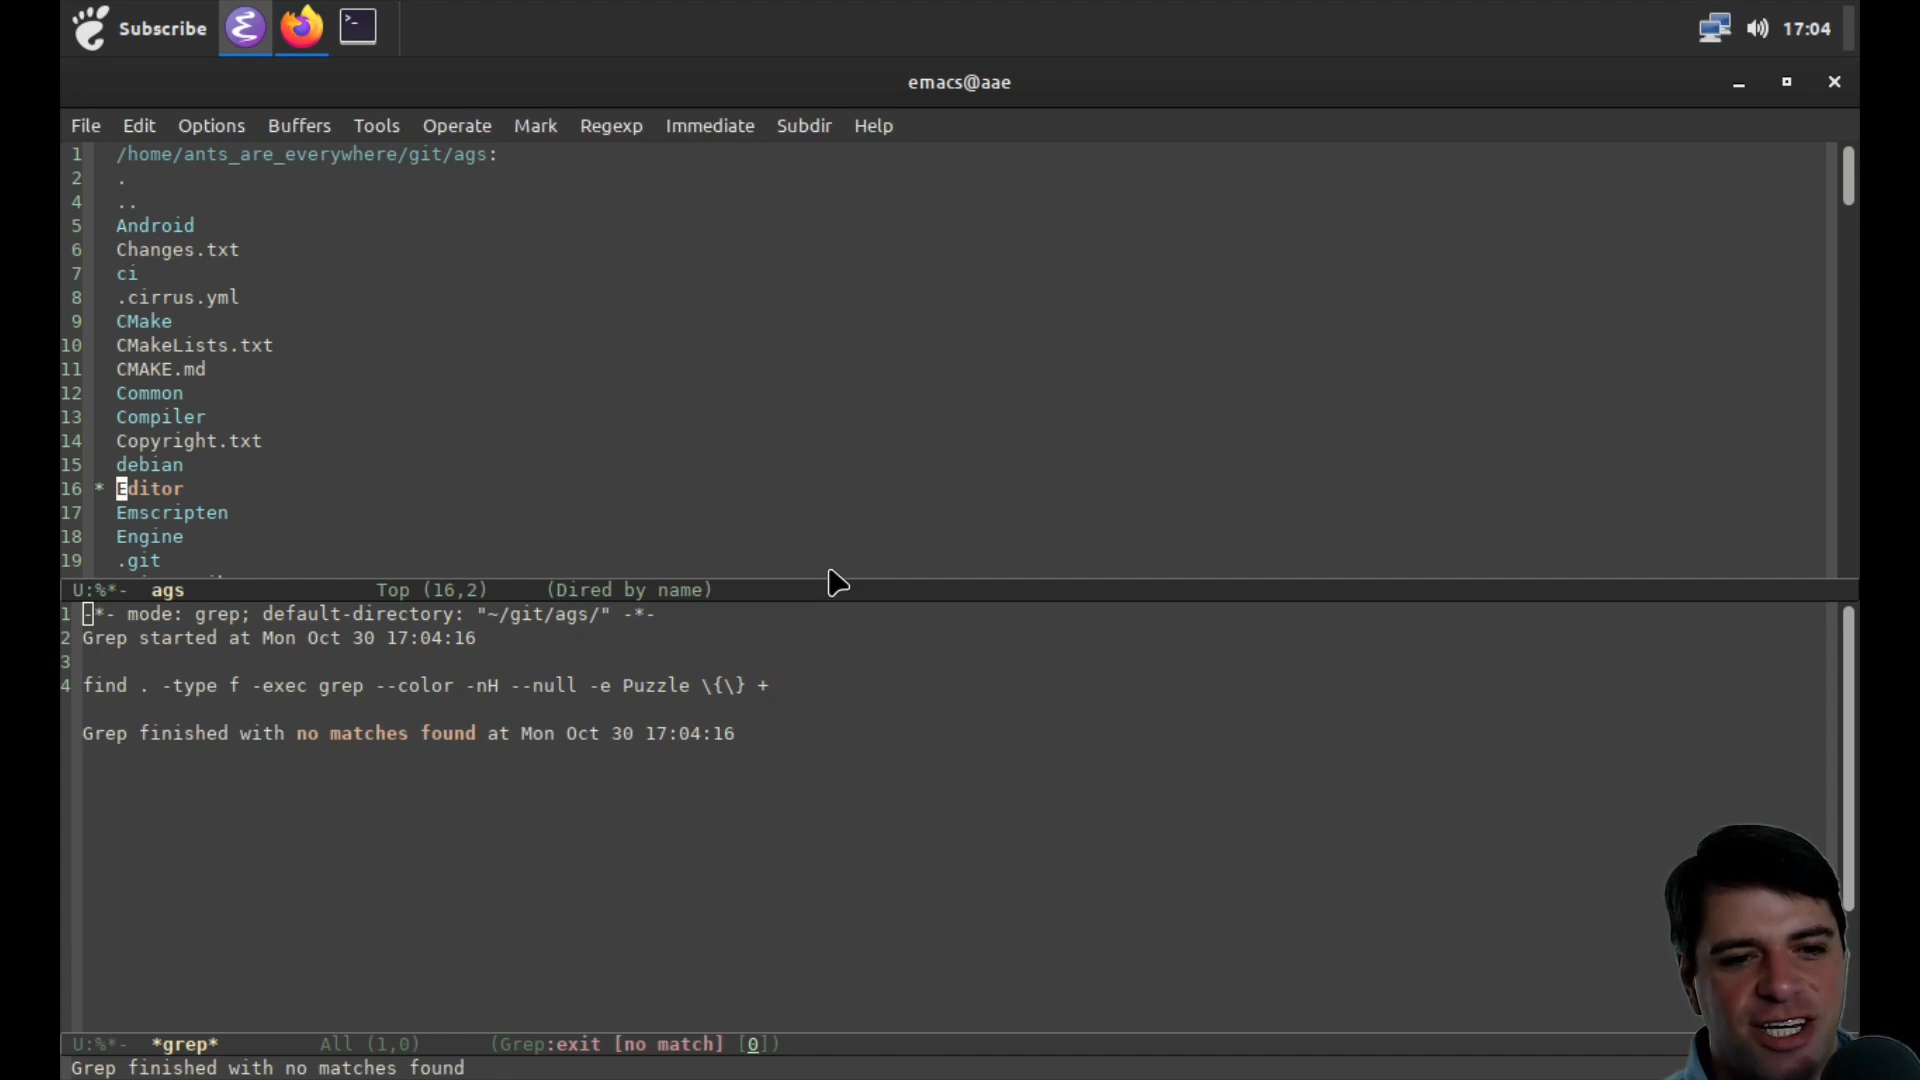 Subscribe
17:04
emacs@aae
File Edit Options Buffers Tools Operate Mark Regexp Immediate Subdir Help
1 /home/ants_are_everywhere/git/ags:
2 .
4 ..
5 Android
6 Changes.txt
7 ci
8 .cirrus.yml
9 CMake
10 CMakeLists.txt
11 CMAKE.md
12 Common
13 Compiler
14 Copyright.txt
15 debian
16 * Editor
17 Emscripten
18 Engine
19 .git
U:%*- ags Top (16,2) (Dired by name)
1 -*- mode: grep; default-directory: "~/git/ags/" -*-
2 Grep started at Mon Oct 30 17:04:16
3
4 find . -type f -exec grep --color -nH --null -e Puzzle \{\} +
Grep finished with no matches found at Mon Oct 30 17:04:16
U:%*- *grep* All (1,0) (Grep:exit [no match] [0])
Grep finished with no matches found